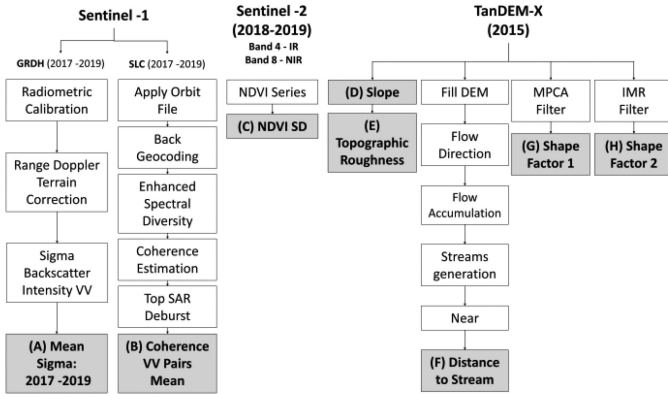 Sentinel -1
GRDH (2017 -2019)
Radiometric
Calibration
Range Doppler
Terrain
Correction
Sigma
Backscatter
Intensity VV
(A) Mean
Sigma:
2017 -2019
SLC (2017 -2019)
Apply Orbit
File
Back
Geocoding
Enhanced
Spectral
Diversity
Coherence
Estimation
Top SAR
Deburst
(B) Coherence
VV Pairs
Mean
Sentinel -2
(2018-2019)
Band 4 - IR
Band 8 - NIR
NDVI Series
(C) NDVI SD
TanDEM-X
(2015)
(D) Slope
(E)
Topographic
Roughness
Fill DEM
Flow
Direction
Flow
Accumulation
Streams
generation
Near
(F) Distance
to Stream
MPCA
Filter
(G) Shape
Factor 1
IMR
Filter
(H) Shape
Factor 2